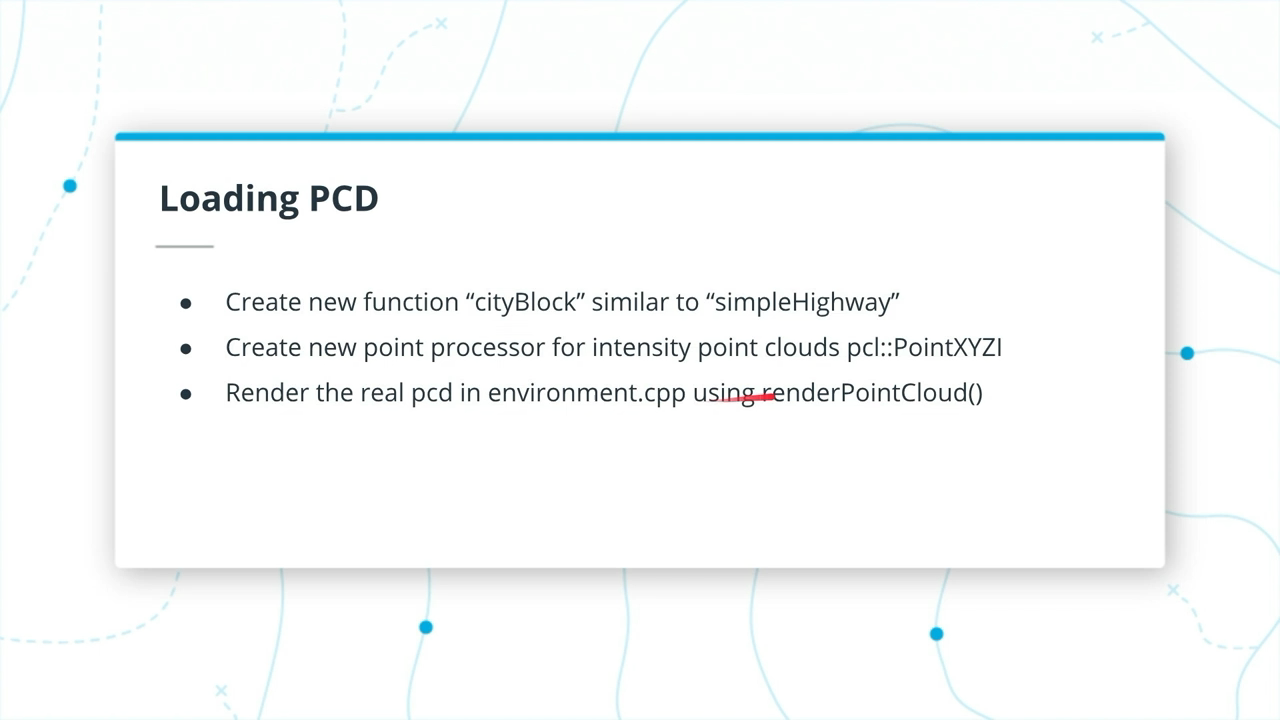 Loading PCD
● Create new function “cityBlock” similar to “simpleHighway”
● Create new point processor for intensity point clouds pcl::PointXYZI
● Render the real pcd in environment.cpp using renderPointCloud()